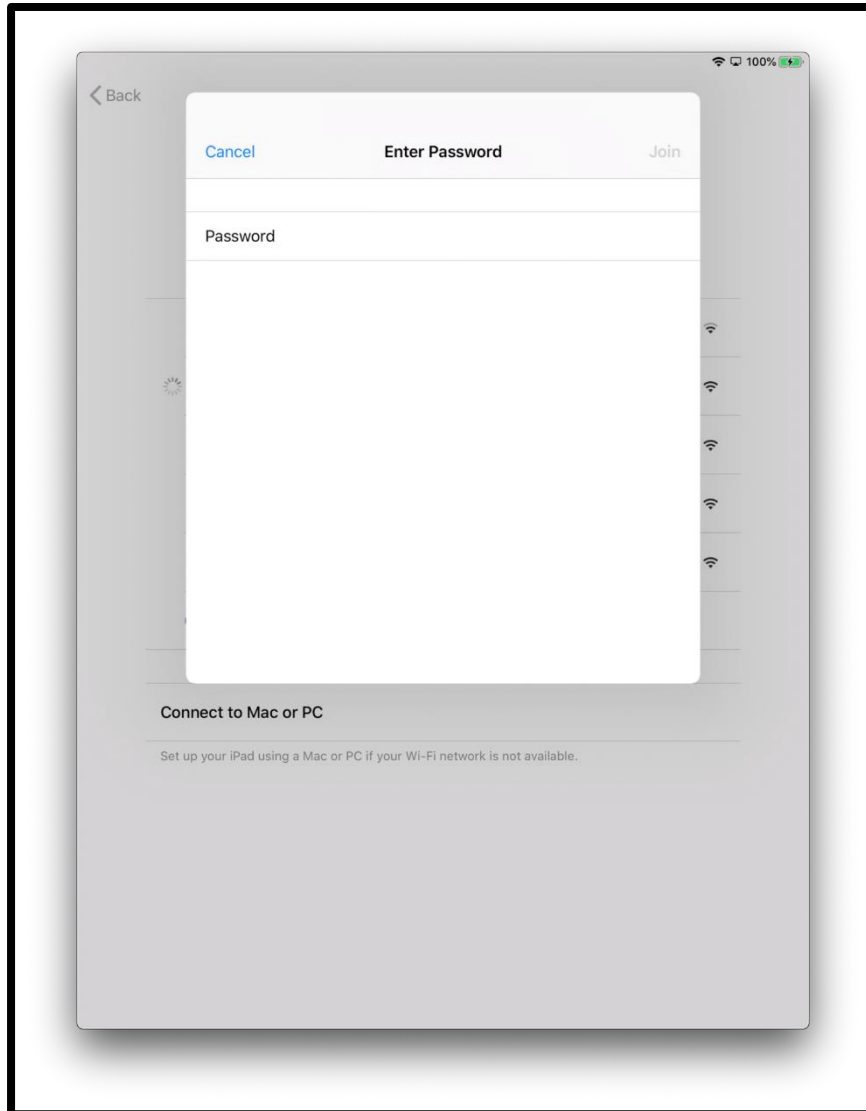 100%
Back
Cancel Enter Password Join
Password
Connect to Mac or PC
Set up your iPad using a Mac or PC if your Wi-Fi network is not available.